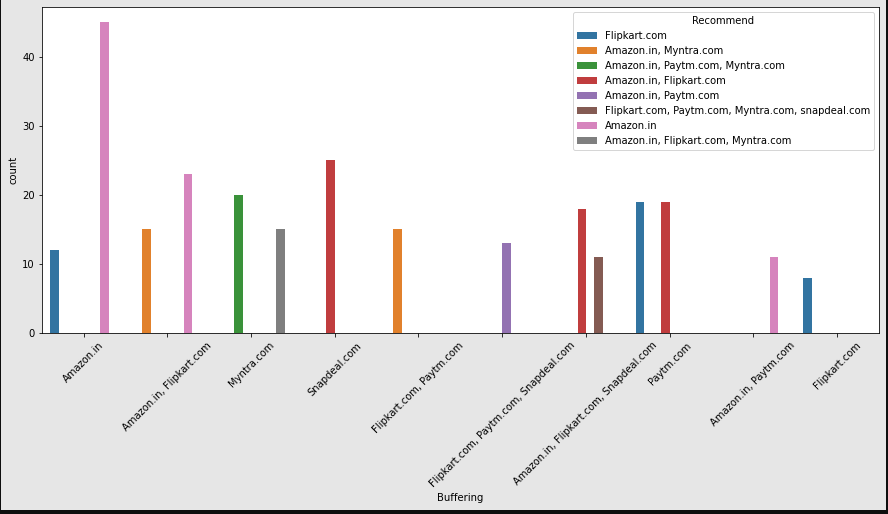 Recommend
Flipkart.com
Amazon.in, Myntra.com
Amazon.in, Paytm.com, Myntra.com
Amazon.in, Flipkart.com
Amazon.in, Paytm.com
Flipkart.com, Paytm.com, Myntra.com, snapdeal.com
Amazon.in
Amazon.in, Flipkart.com, Myntra.com
count
40
30
20
10
0
Amazon.in
Amazon.in, Flipkart.com
Myntra.com
Snapdeal.com
Flipkart.com, Paytm.com
Flipkart.com, Paytm.com, Snapdeal.com
Amazon.in, Flipkart.com, Snapdeal.com
Paytm.com
Amazon.in, Paytm.com
Flipkart.com
Buffering